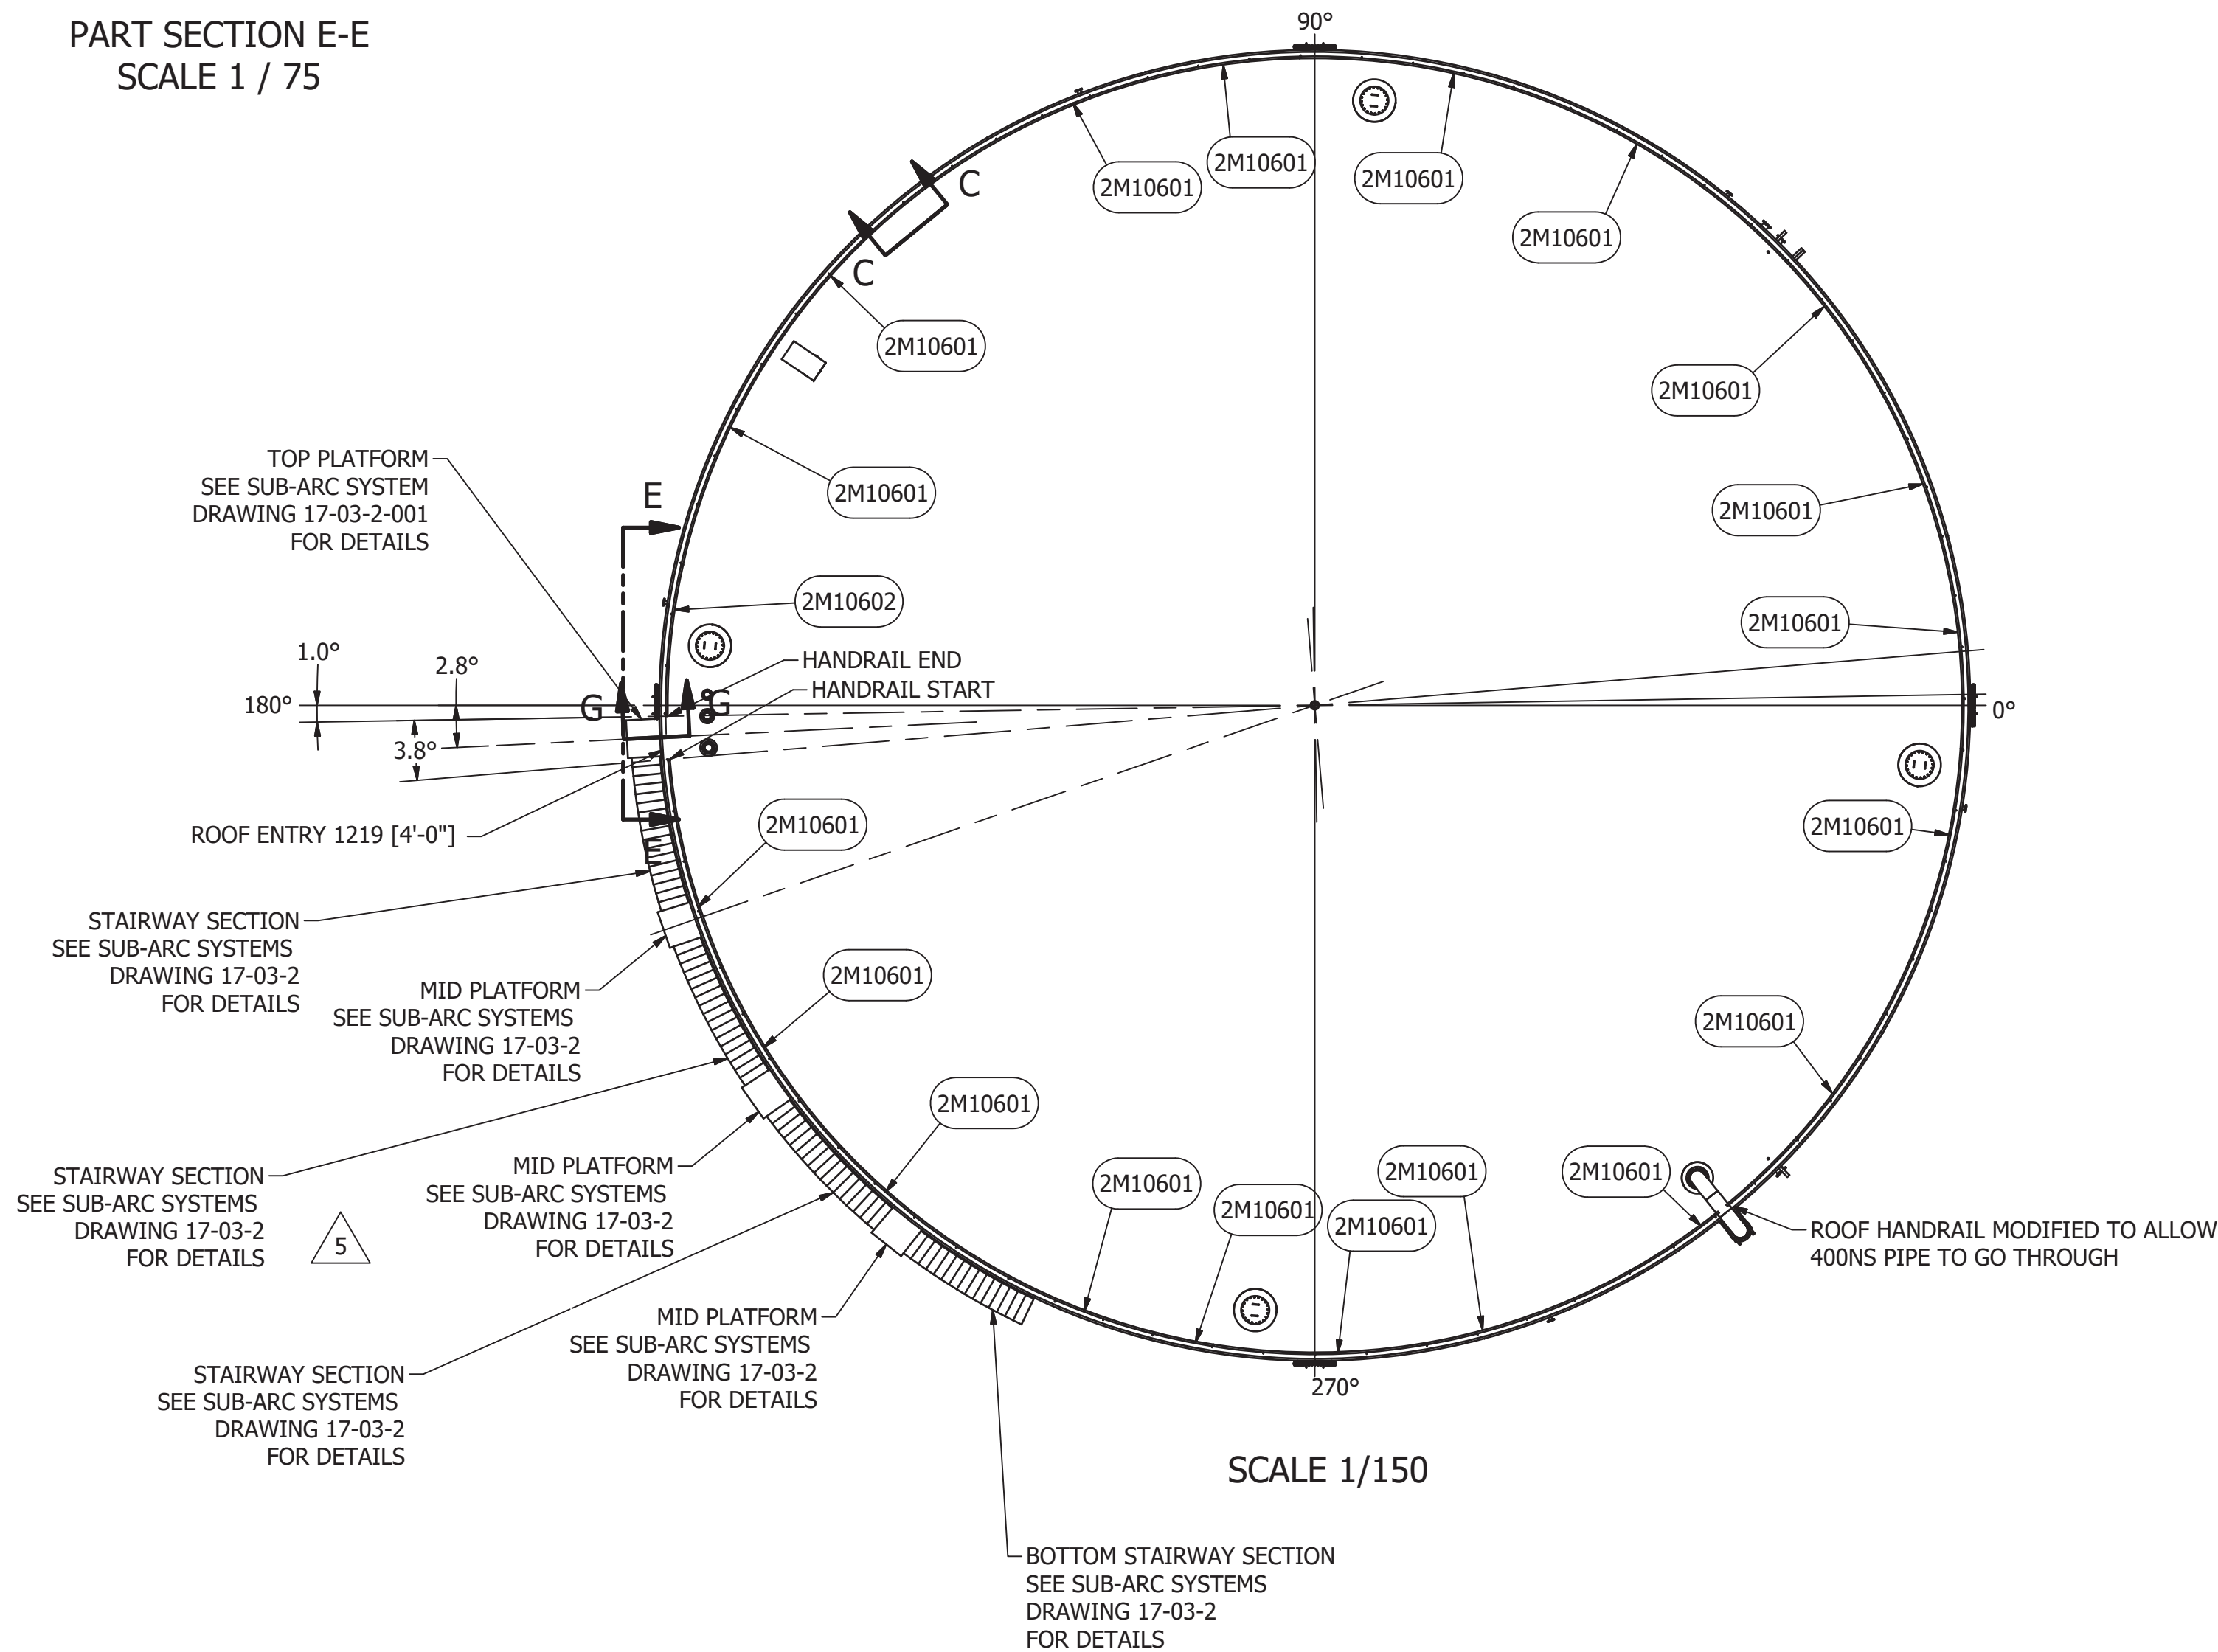 PART SECTION E-E
SCALE 1 / 75
90°
C
C
2M10601
2M10601
2M10601
2M10601
2M10601
2M10601
2M10601
2M10601
2M10601
TOP PLATFORM
SEE SUB-ARC SYSTEM
DRAWING 17-03-2-001
FOR DETAILS
E
2M10602
1.0°
2.8°
180°
3.8°
G
G
HANDRAIL END
HANDRAIL START
0°
ROOF ENTRY 1219 [4'-0"]
E
2M10601
2M10601
STAIRWAY SECTION
SEE SUB-ARC SYSTEMS
DRAWING 17-03-2
FOR DETAILS
MID PLATFORM
SEE SUB-ARC SYSTEMS
DRAWING 17-03-2
FOR DETAILS
2M10601
2M10601
2M10601
STAIRWAY SECTION
SEE SUB-ARC SYSTEMS
DRAWING 17-03-2
FOR DETAILS
5
MID PLATFORM
SEE SUB-ARC SYSTEMS
DRAWING 17-03-2
FOR DETAILS
2M10601
2M10601
2M10601
2M10601
2M10601
ROOF HANDRAIL MODIFIED TO ALLOW
400NS PIPE TO GO THROUGH
MID PLATFORM
SEE SUB-ARC SYSTEMS
DRAWING 17-03-2
FOR DETAILS
STAIRWAY SECTION
SEE SUB-ARC SYSTEMS
DRAWING 17-03-2
FOR DETAILS
270°
SCALE 1/150
BOTTOM STAIRWAY SECTION
SEE SUB-ARC SYSTEMS
DRAWING 17-03-2
FOR DETAILS